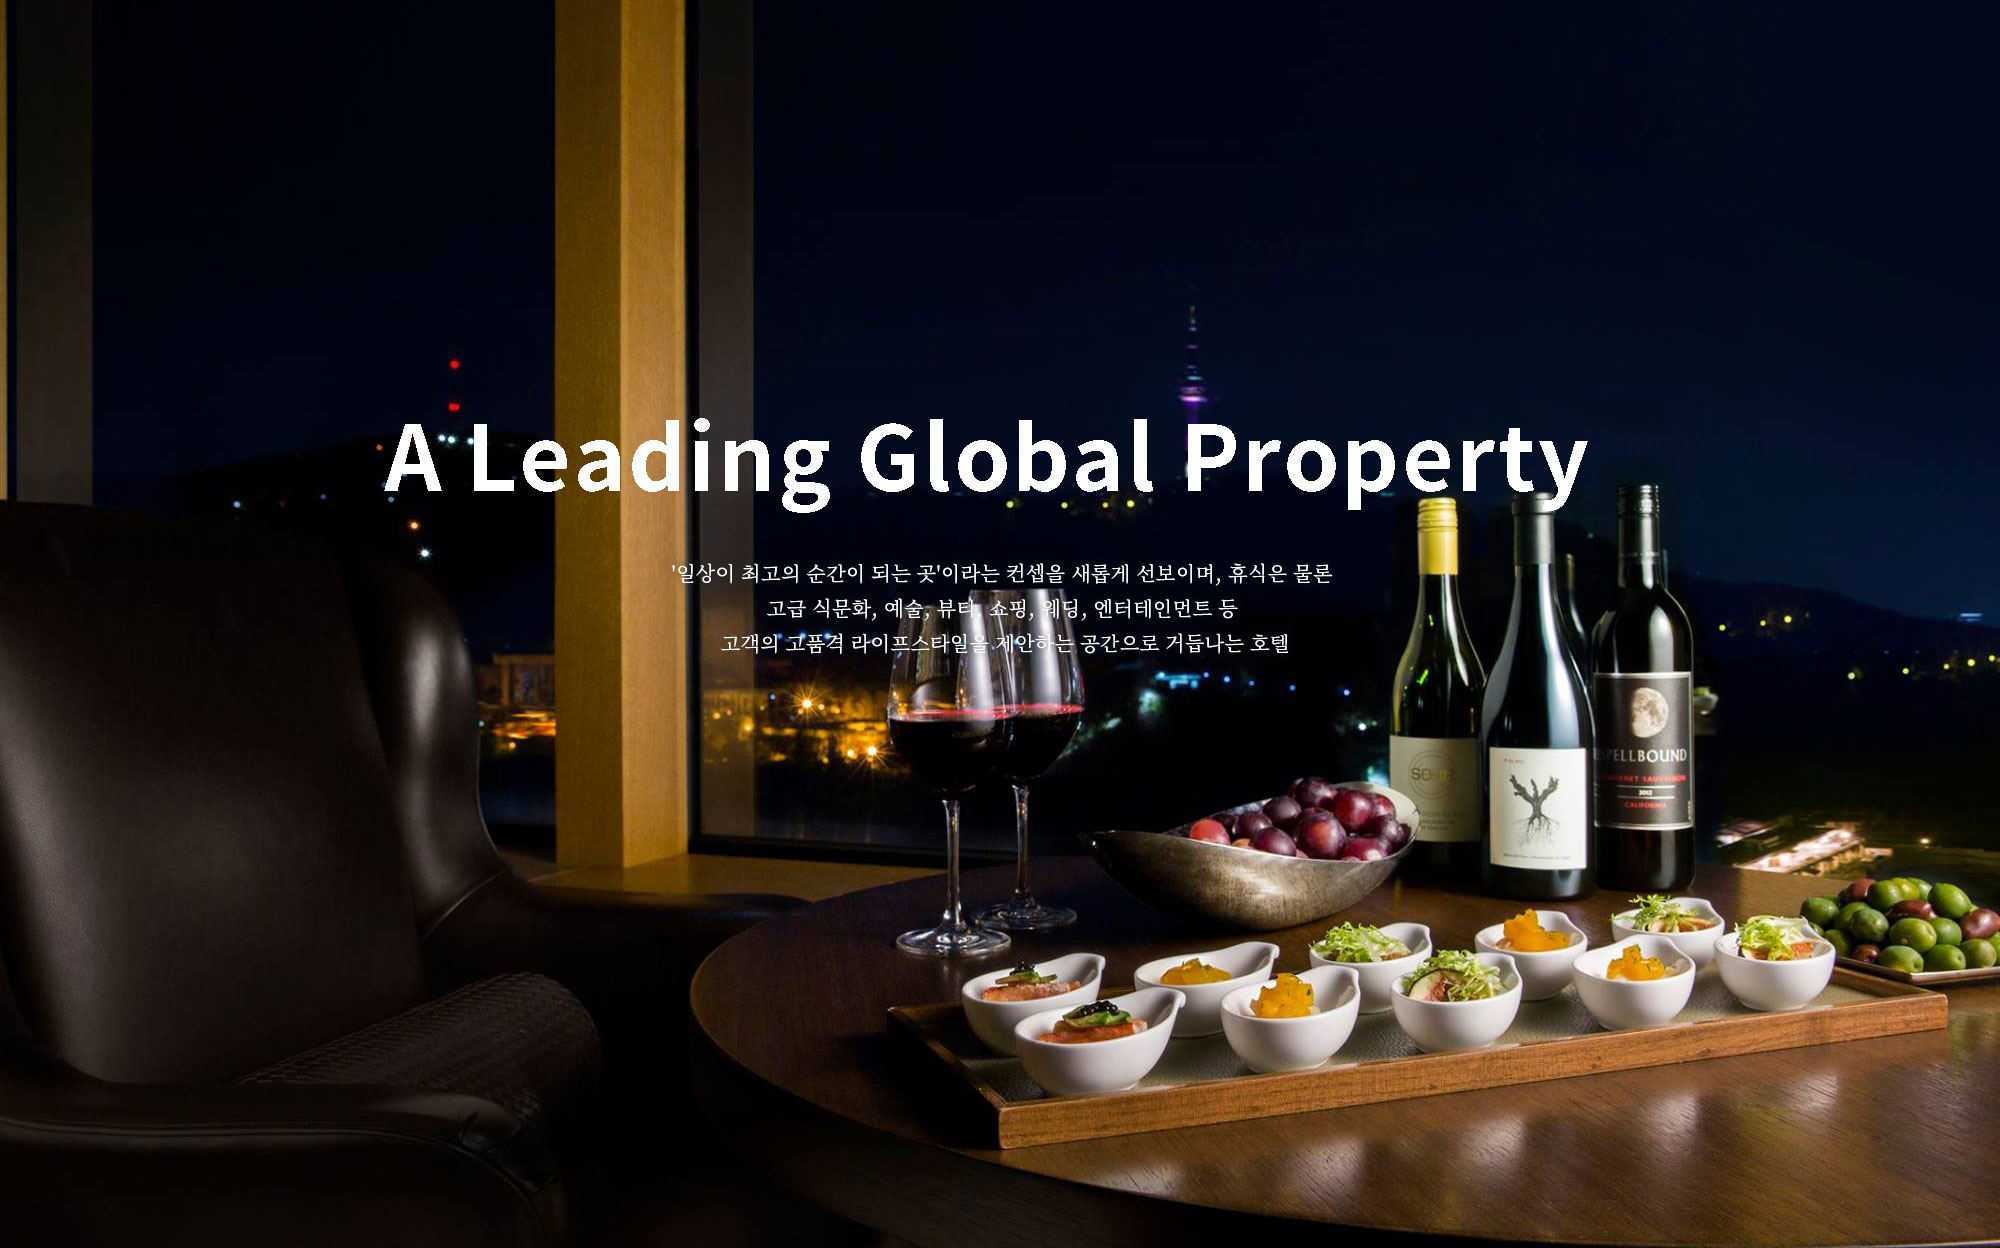 A Leading Global Property
'일상이 최고의 순간이 되는 곳'이라는 컨셉을 새롭게 선보이며, 휴식은 물론
고급 식문화, 예술, 뷰티, 쇼핑, 웨딩, 엔터테인먼트 등
고객의 고품격 라이프스타일을 제안하는 공간으로 거듭나는 호텔
SPELLBOUND
CABERNET SAUVIGNON
2012
CALIFORNIA